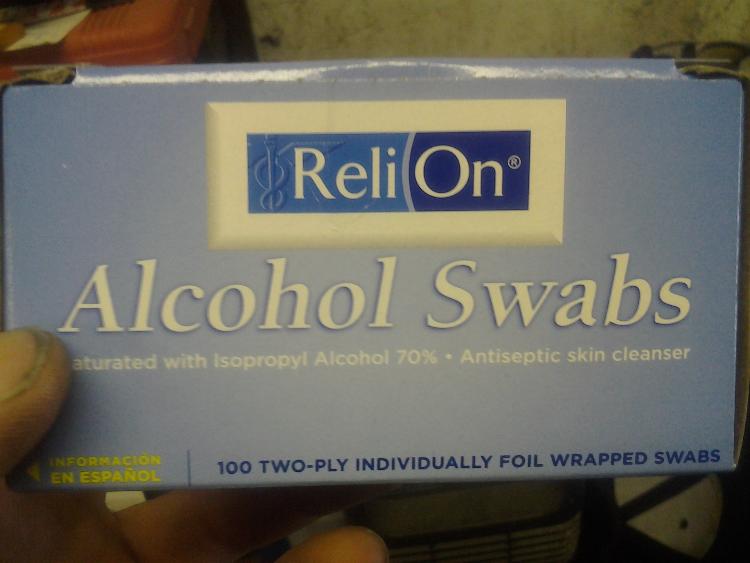 ReliOn®
Alcohol Swabs
aturated with Isopropyl Alcohol 70% • Antiseptic skin cleanser
INFORMACIÓN
EN ESPAÑOL
100 TWO-PLY INDIVIDUALLY FOIL WRAPPED SWABS